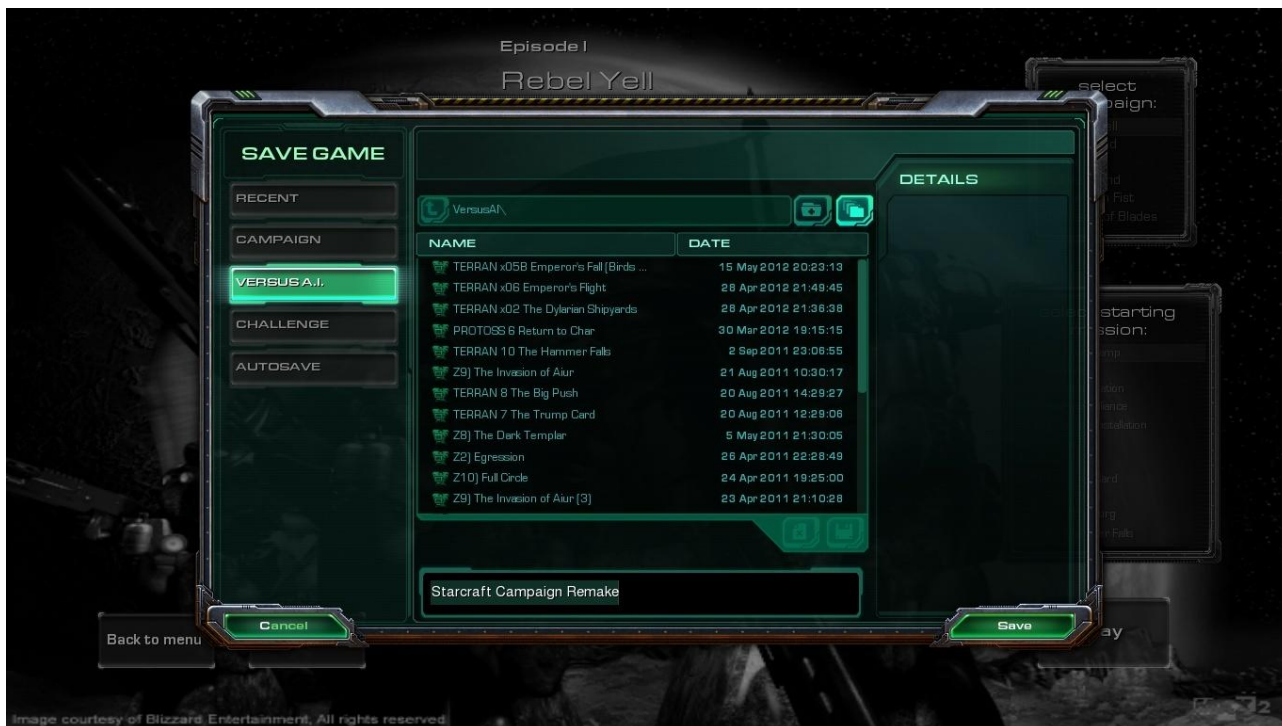 Episode I
Rebel Yell
select
SAVE GAME
RECENT
CAMPAIGN
VERSUS A.I.
CHALLENGE
AUTOSAVE
VersusAI\
NAME DATE
TERRAN x05B Emperor's Fall (Birds ... 15 May 2012 20:23:13
TERRAN x06 Emperor's Flight 28 Apr 2012 21:49:45
TERRAN x02 The Dylarian Shipyards 28 Apr 2012 21:36:38
PROTOSS 6 Return to Char 30 Mar 2012 19:15:15
TERRAN 10 The Hammer Falls 2 Sep 2011 23:06:55
Z9) The Invasion of Aiur 21 Aug 2011 10:30:17
TERRAN 8 The Big Push 20 Aug 2011 14:29:27
TERRAN 7 The Trump Card 20 Aug 2011 12:29:06
Z8) The Dark Templar 5 May 2011 21:30:05
Z2) Egression 26 Apr 2011 22:28:49
Z10) Full Circle 24 Apr 2011 19:25:00
Z9) The Invasion of Aiur (3) 23 Apr 2011 21:10:28
Starcraft Campaign Remake
Cancel
Save
DETAILS
paign:
Fist
of Blades
starting
ssion:
Back to menu
ay
Image courtesy of Blizzard Entertainment, All rights reserved